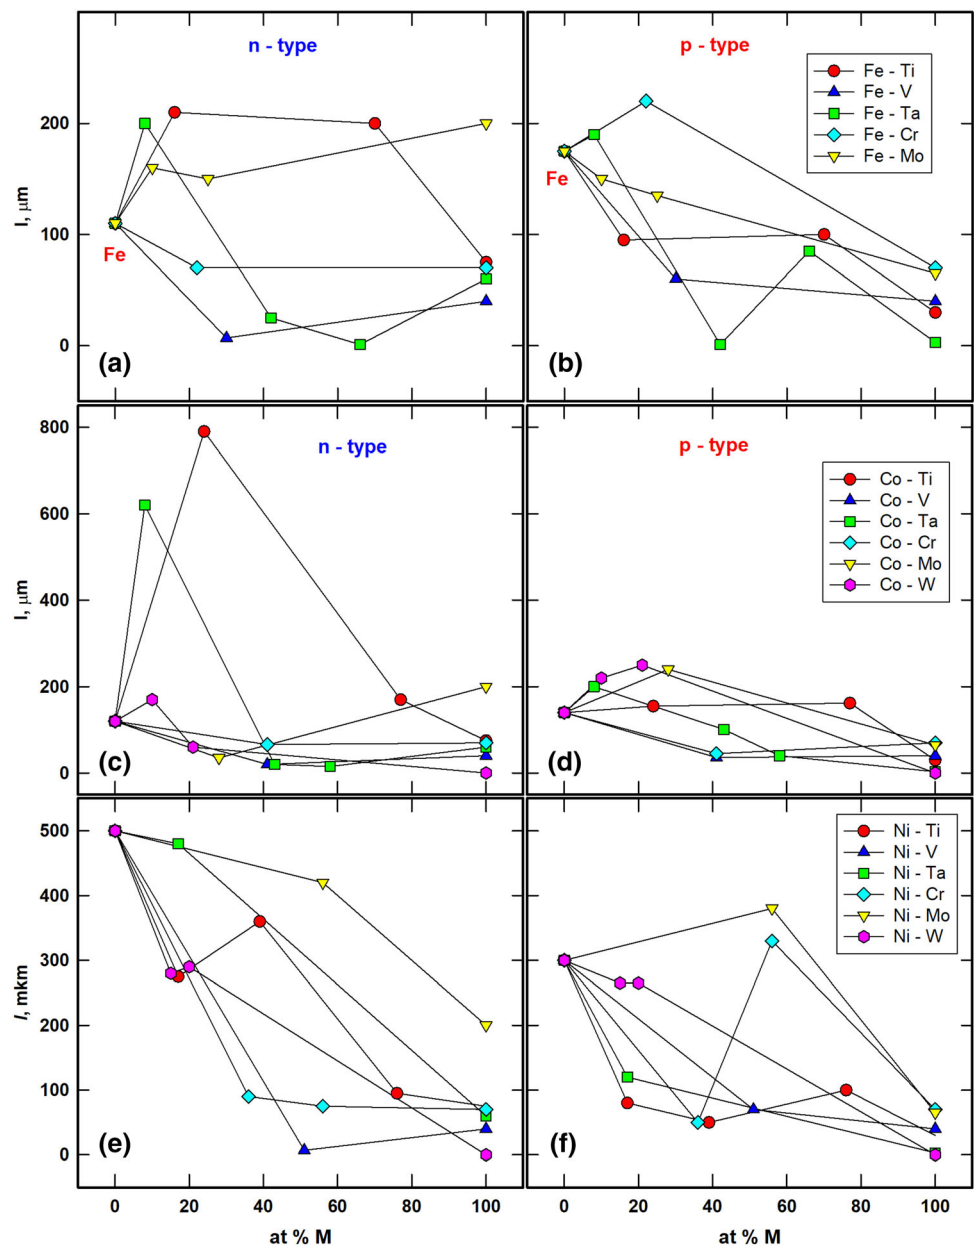 n - type
p - type
Fe - Ti
Fe - V
Fe - Ta
Fe - Cr
Fe - Mo
200
100
0
l, μm
Fe
Fe
(a)
(b)
n - type
p - type
Co - Ti
Co - V
Co - Ta
Co - Cr
Co - Mo
Co - W
800
600
400
200
0
l, μm
(c)
(d)
Ni - Ti
Ni - V
Ni - Ta
Ni - Cr
Ni - Mo
Ni - W
500
400
300
200
100
0
l, mkm
(e)
(f)
0 20 40 60 80 100
0 20 40 60 80 100
at % M
at % M